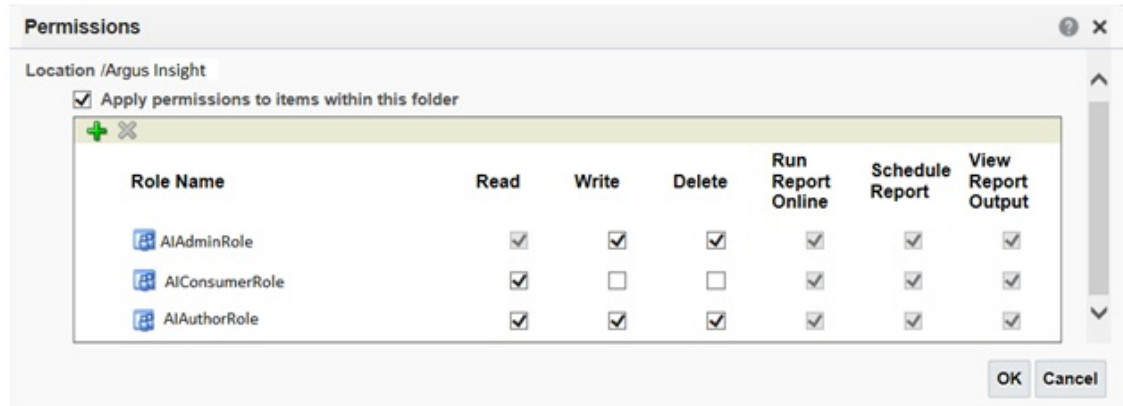 Permissions
Location /Argus Insight
Apply permissions to items within this folder
Role Name Read Write Delete Run Report Online Schedule Report View Report Output
AIAdminRole
AIConsumerRole
AIAuthorRole
OK Cancel